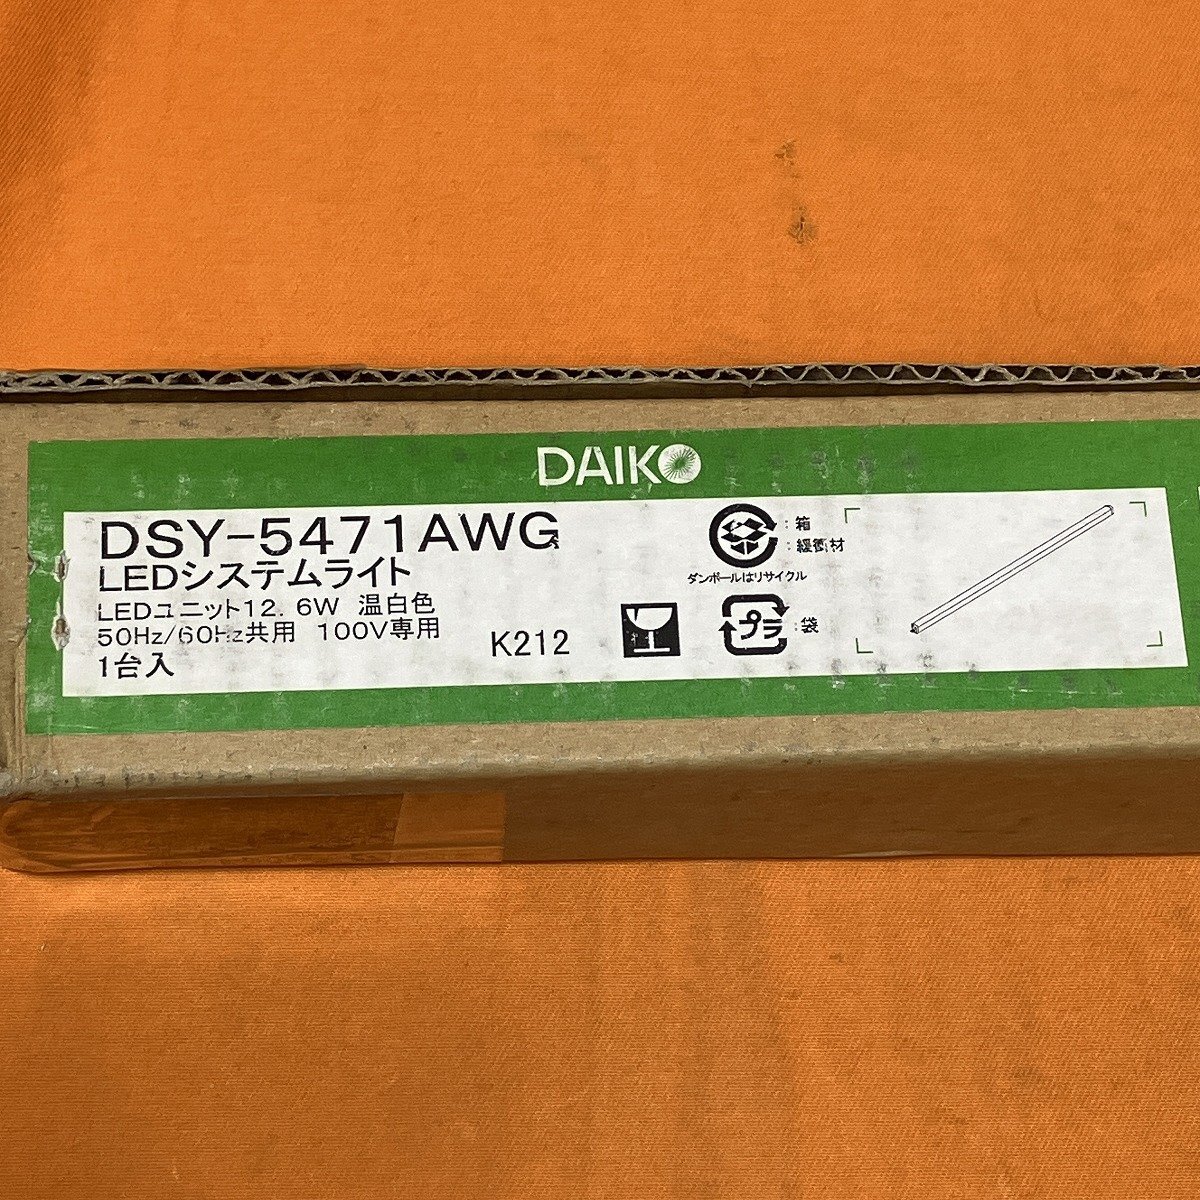 DAIKO
DSY-5471AWG
LEDシステムライト
LEDユニット12.6W 温白色
50Hz/60Hz共用 100V専用
1台入
K212
:箱
:緩衝材
ダンボールはリサイクル
プラ :袋